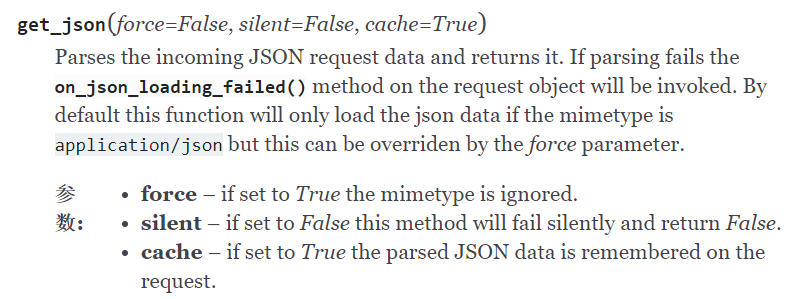 get_json(force=False, silent=False, cache=True)
Parses the incoming JSON request data and returns it. If parsing fails the
on_json_loading_failed() method on the request object will be invoked. By
default this function will only load the json data if the mimetype is
application/json but this can be overriden by the force parameter.
参
数:
• force – if set to True the mimetype is ignored.
• silent – if set to False this method will fail silently and return False.
• cache – if set to True the parsed JSON data is remembered on the
request.